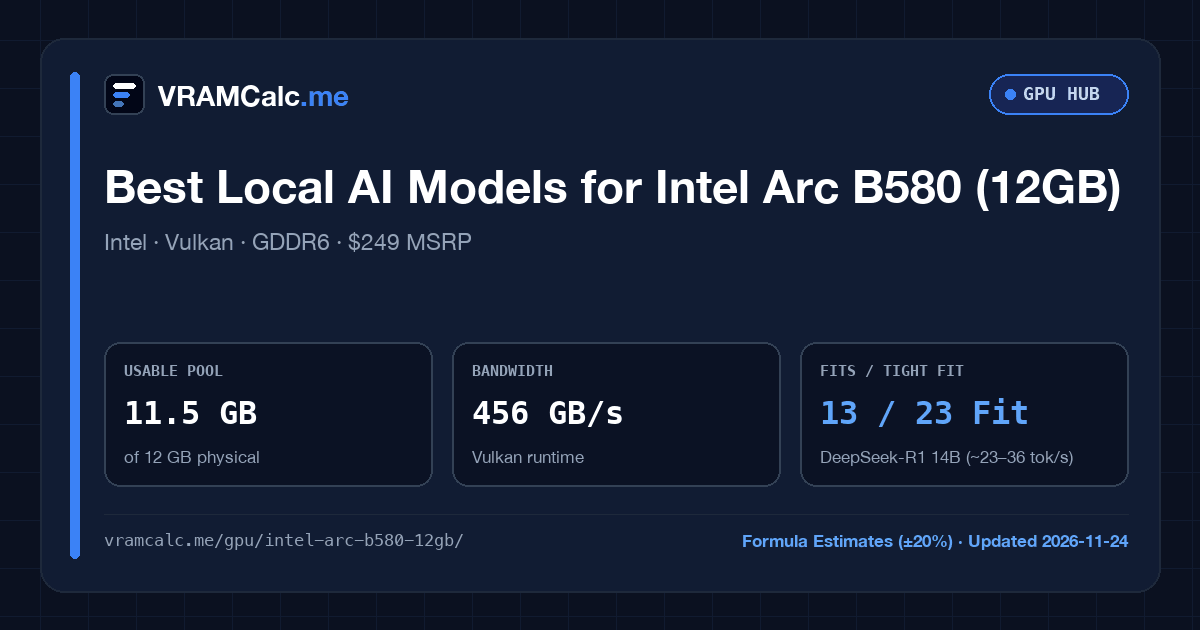 VRAMCalc.me
GPU HUB
Best Local AI Models for Intel Arc B580 (12GB)
Intel · Vulkan · GDDR6 · $249 MSRP
USABLE POOL
11.5 GB
of 12 GB physical
BANDWIDTH
456 GB/s
Vulkan runtime
FITS / TIGHT FIT
13 / 23 Fit
DeepSeek-R1 14B (~23–36 tok/s)
vramcalc.me/gpu/intel-arc-b580-12gb/
Formula Estimates (±20%) · Updated 2026-11-24